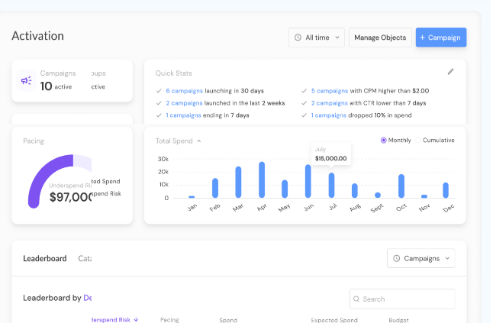 Activation
All time
Manage Objects
+ Campaign
Campaigns
10 active
oups
ctive
Quick Stats
6 campaigns launching in 30 days
2 campaigns launched in the last 2 weeks
1 campaigns ending in 7 days
5 campaigns with CPM higher than $2.00
2 campaigns with CTR lower than 7 days
1 campaigns dropped 10% in spend
Pacing
Underspend Ri
$97,00
ted Spend
spend Risk
Total Spend
Monthly
Cumulative
July
$15,000.00
30k
20k
10k
0
Jan Feb Mar Apr May Jun Jul Aug Sept Oct Nov Dec
Leaderboard
Campaigns
Leaderboard by De
Search
terspend Risk
Pacing
Spend
Expected Spend
Budget